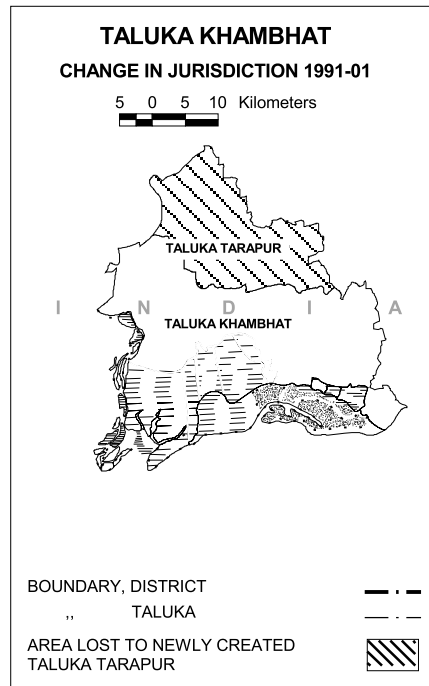 TALUKA KHAMBHAT
CHANGE IN JURISDICTION 1991-01
5 0 5 10 Kilometers
TALUKA TARAPUR
I N D I A
TALUKA KHAMBHAT
BOUNDARY, DISTRICT
,, TALUKA
AREA LOST TO NEWLY CREATED
TALUKA TARAPUR